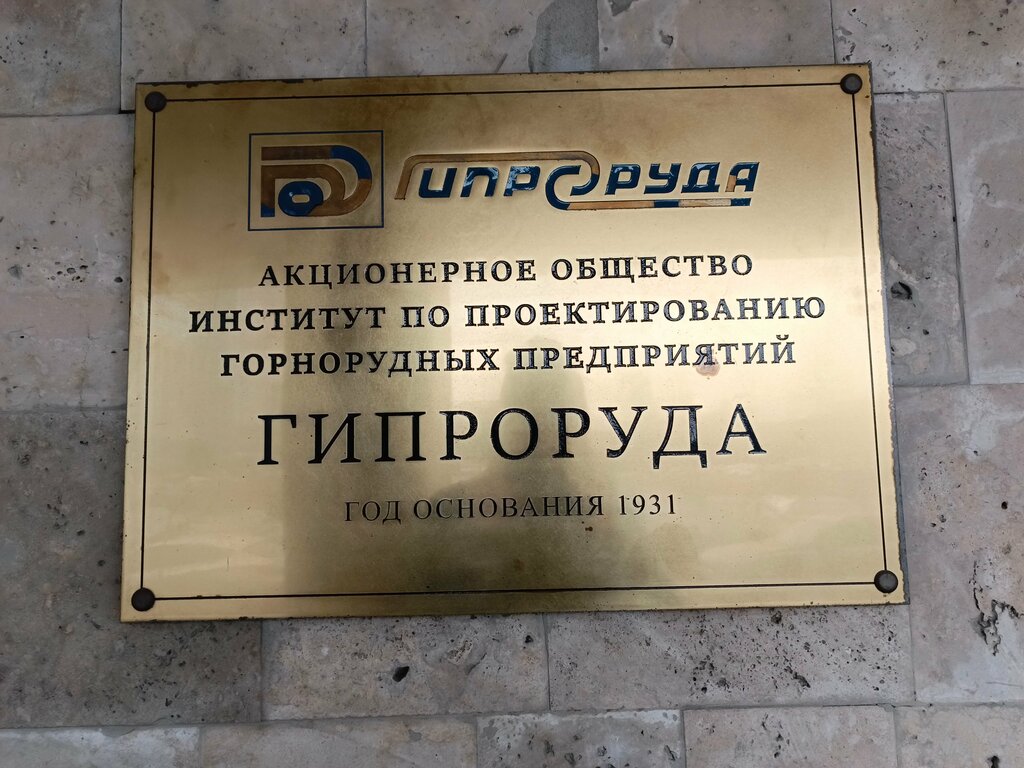 ГИПРОРУДА
АКЦИОНЕРНОЕ ОБЩЕСТВО
ИНСТИТУТ ПО ПРОЕКТИРОВАНИЮ
ГОРНОРУДНЫХ ПРЕДПРИЯТИЙ
ГИПРОРУДА
ГОД ОСНОВАНИЯ 1931